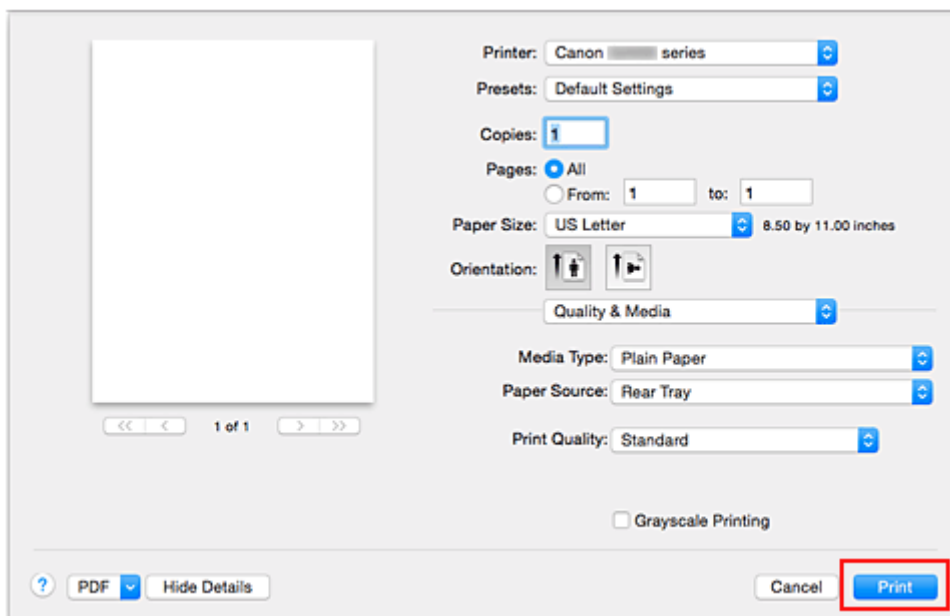 Printer: Canon series
Presets: Default Settings
Copies: 1
Pages: All
From: 1 to: 1
Paper Size: US Letter 8.50 by 11.00 inches
Orientation:
Quality & Media
Media Type: Plain Paper
Paper Source: Rear Tray
1 of 1
Print Quality: Standard
Grayscale Printing
? PDF Hide Details Cancel Print